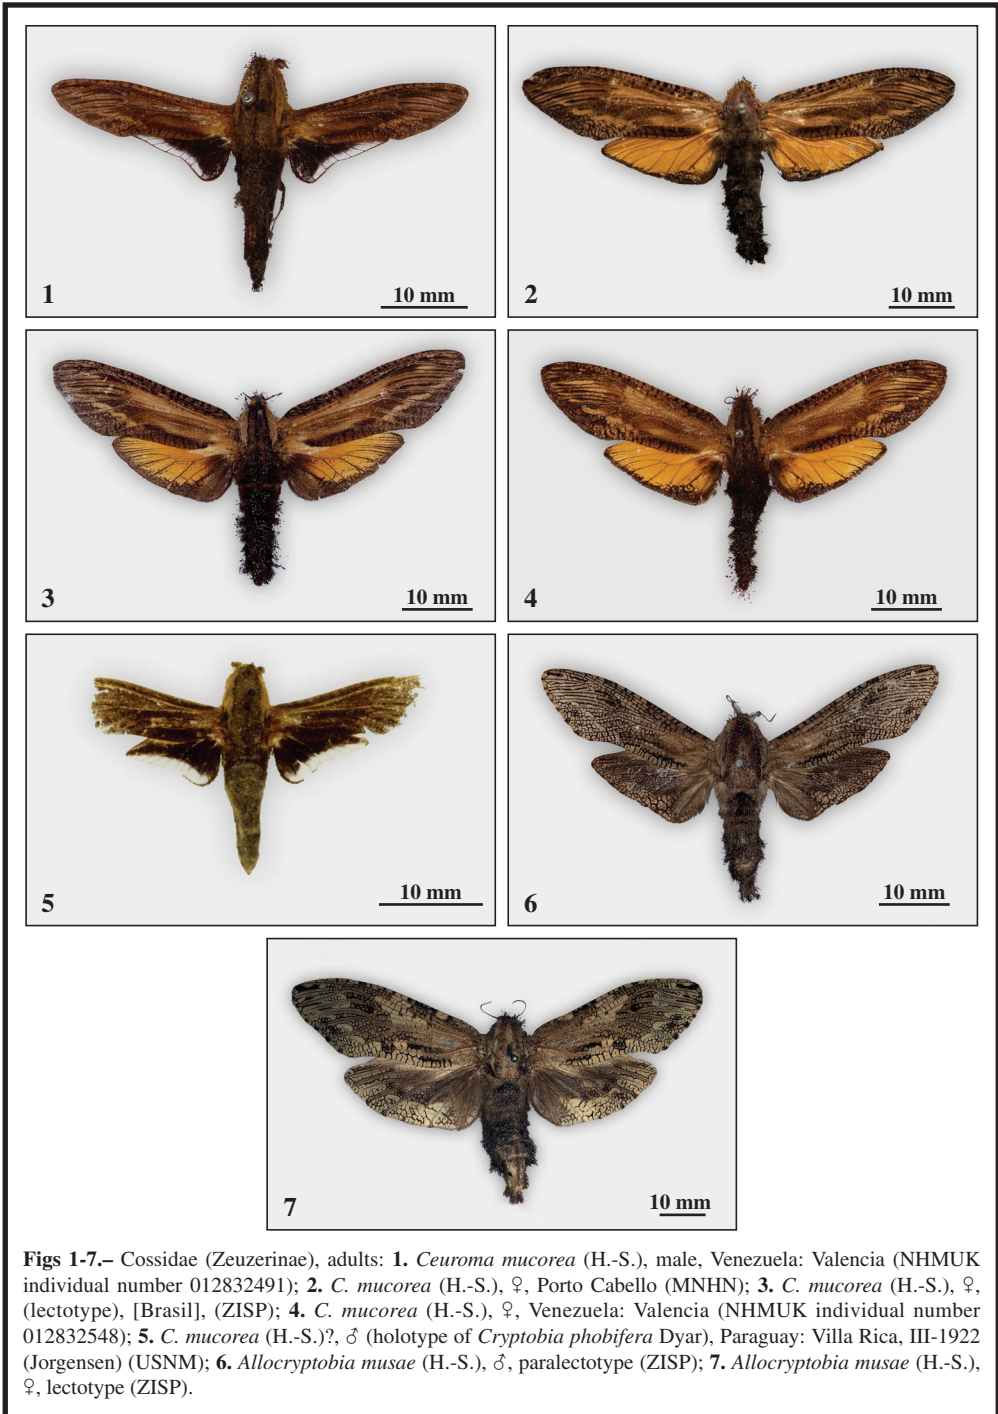 1
10 mm
2
10 mm
3
10 mm
4
10 mm
5
10 mm
6
10 mm
7
10 mm
Figs 1-7.– Cossidae (Zeuzerinae), adults: 1. Ceuroma mucorea (H.-S.), male, Venezuela: Valencia (NHMUK
individual number 012832491); 2. C. mucorea (H.-S.), ♀, Porto Cabello (MNHN); 3. C. mucorea (H.-S.), ♀,
(lectotype), [Brasil], (ZISP); 4. C. mucorea (H.-S.), ♀, Venezuela: Valencia (NHMUK individual number
012832548); 5. C. mucorea (H.-S.)?, ♂ (holotype of Cryptobia phobifera Dyar), Paraguay: Villa Rica, III-1922
(Jorgensen) (USNM); 6. Allocryptobia musae (H.-S.), ♂, paralectotype (ZISP); 7. Allocryptobia musae (H.-S.),
♀, lectotype (ZISP).